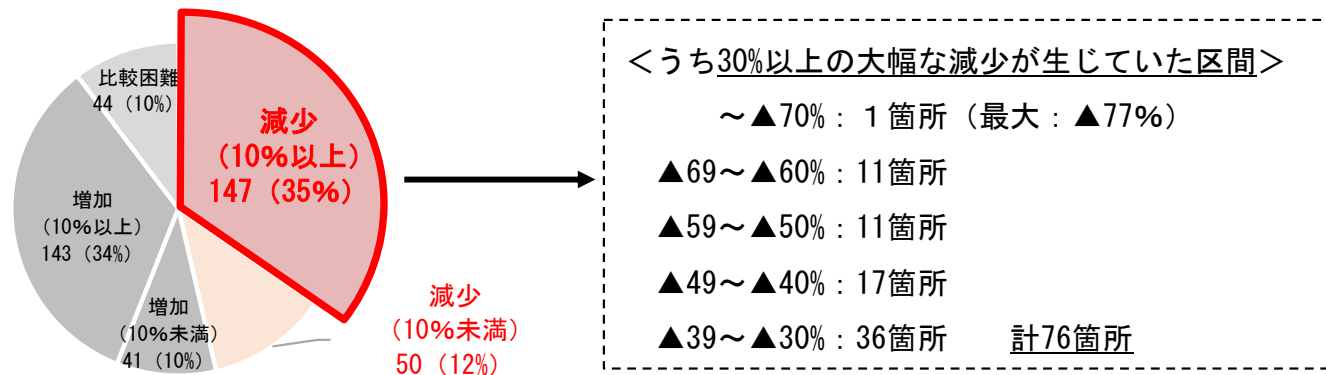 比較困難
44（10%）
減少
（10%以上）
147（35%）
増加
（10%以上）
143（34%）
増加
（10%未満）
41（10%）
減少
（10%未満）
50（12%）
＜うち30%以上の大幅な減少が生じていた区間＞
～▲70%：１箇所（最大：▲77%）
▲69～▲60%：11箇所
▲59～▲50%：11箇所
▲49～▲40%：17箇所
▲39～▲30%：36箇所　計76箇所